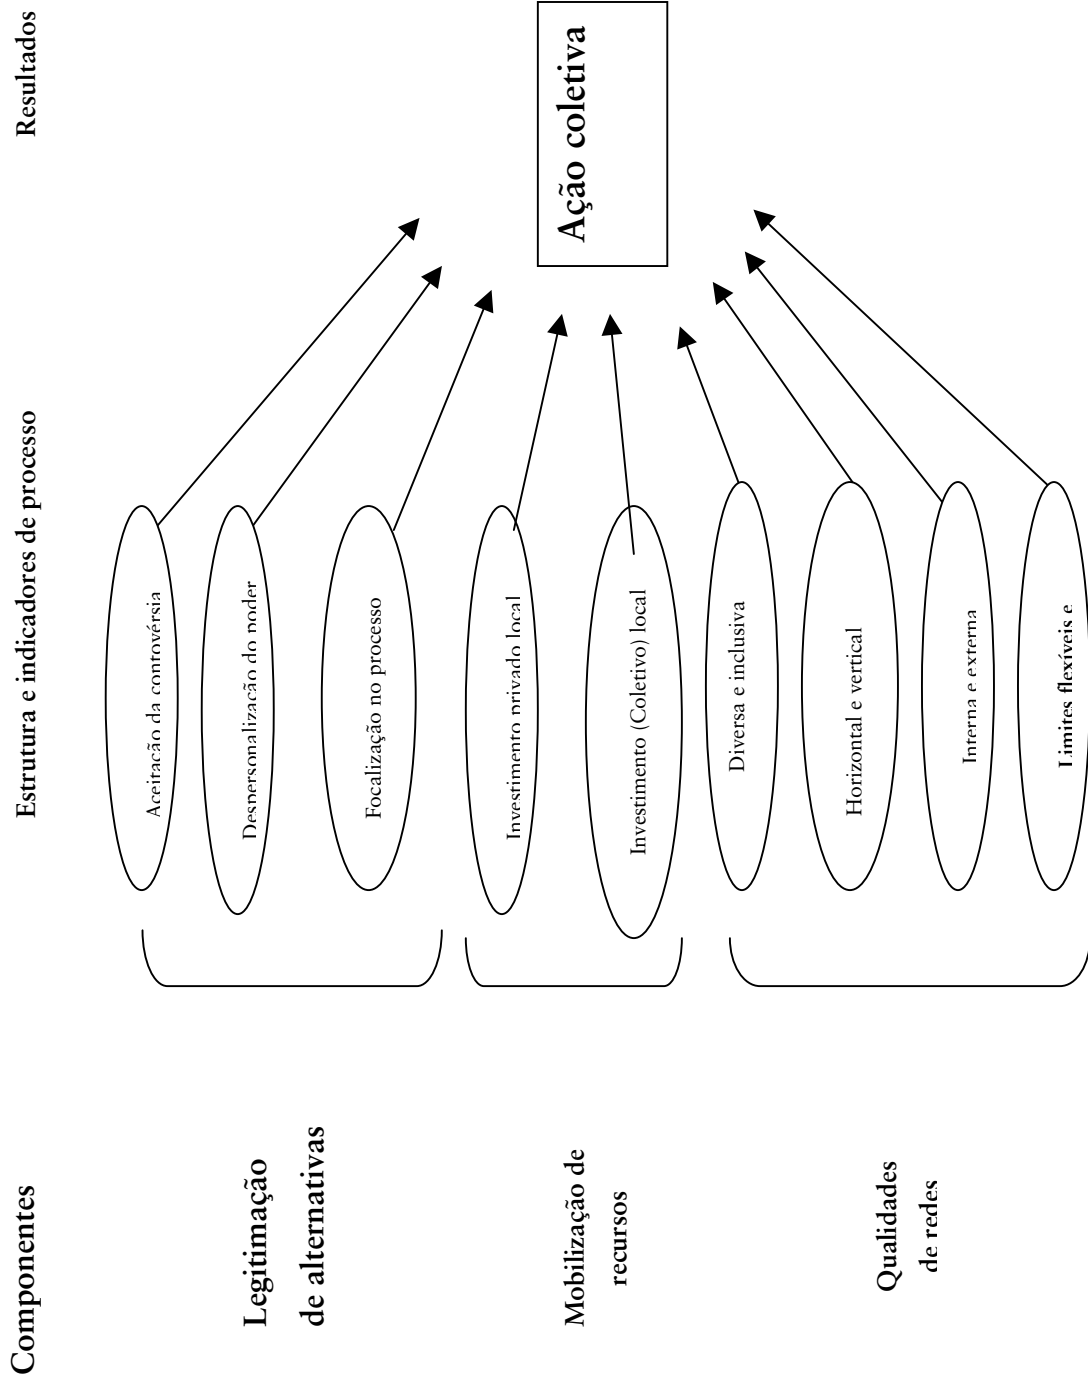 Componentes
Estrutura e indicadores de processo
Resultados
Legitimação
de alternativas
Aceitação da contovérsia
Despersonalização do poder
Focalização no processo
Mobilização de
recursos
Investimento privado local
Investimento (Coletivo) local
Qualidades
de redes
Diversa e inclusiva
Horizontal e vertical
Interna e externa
Limites flexíveis e
Ação coletiva